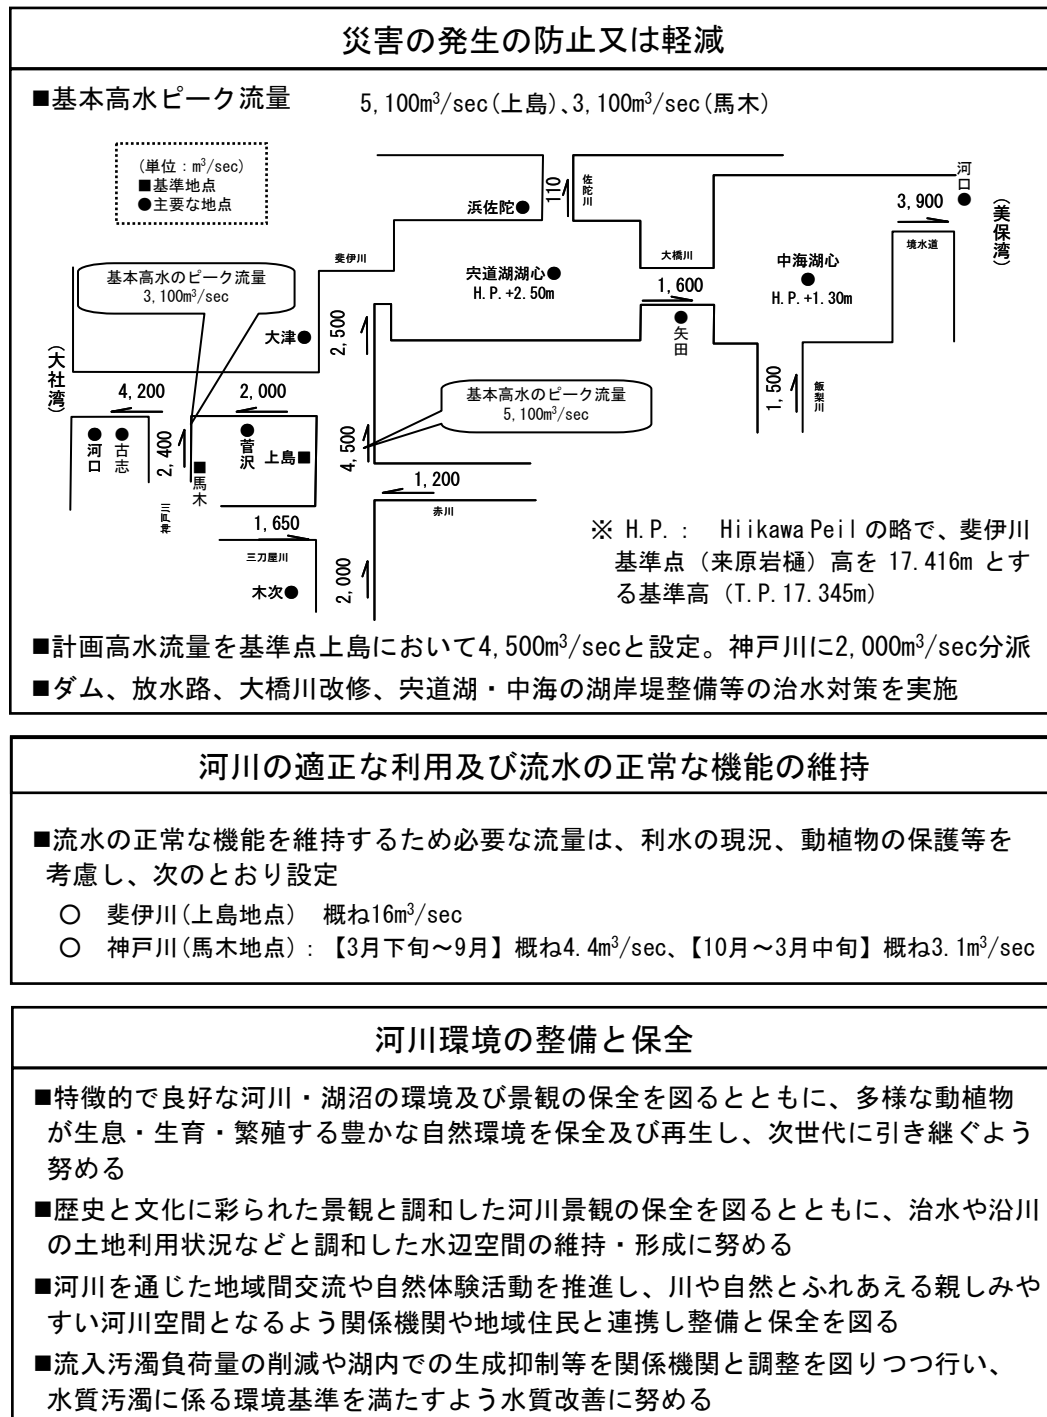 災害の発生の防止又は軽減
■基本高水ピーク流量 5,100m³/sec(上島)、3,100m³/sec(馬木)
(単位：m³/sec)
■基準地点
●主要な地点
110
佐陀川
浜佐陀●
河口
●
3,900
(美保湾)
境水道
斐伊川
大橋川
宍道湖湖心●
H.P.+2.50m
中海湖心
●
H.P.+1.30m
1,600
●
矢田
基本高水のピーク流量
3,100m³/sec
大津●
2,500
(大社湾)
4,200
2,000
基本高水のピーク流量
5,100m³/sec
1,500
飯梨川
●
河口
●
古志
2,400
■
馬木
●
菅沢
上島■
4,500
1,200
赤川
神戸川
1,650
三刀屋川
木次●
2,000
※ H.P.： Hiikawa Peilの略で、斐伊川
基準点（来原岩樋）高を 17.416m とす
る基準高（T.P.17.345m）
■計画高水流量を基準点上島において4,500m³/secと設定。神戸川に2,000m³/sec分派
■ダム、放水路、大橋川改修、宍道湖・中海の湖岸堤整備等の治水対策を実施
河川の適正な利用及び流水の正常な機能の維持
■流水の正常な機能を維持するため必要な流量は、利水の現況、動植物の保護等を
考慮し、次のとおり設定
○ 斐伊川(上島地点) 概ね16m³/sec
○ 神戸川(馬木地点)：【3月下旬～9月】概ね4.4m³/sec、【10月～3月中旬】概ね3.1m³/sec
河川環境の整備と保全
■特徴的で良好な河川・湖沼の環境及び景観の保全を図るとともに、多様な動植物
が生息・生育・繁殖する豊かな自然環境を保全及び再生し、次世代に引き継ぐよう
努める
■歴史と文化に彩られた景観と調和した河川景観の保全を図るとともに、治水や沿川
の土地利用状況などと調和した水辺空間の維持・形成に努める
■河川を通じた地域間交流や自然体験活動を推進し、川や自然とふれあえる親しみや
すい河川空間となるよう関係機関や地域住民と連携し整備と保全を図る
■流入汚濁負荷量の削減や湖内での生成抑制等を関係機関と調整を図りつつ行い、
水質汚濁に係る環境基準を満たすよう水質改善に努める